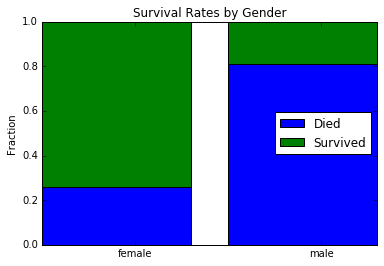 Survival Rates by Gender
1.0
0.8
0.6
0.4
0.2
0.0
Fraction
Died
Survived
female
male